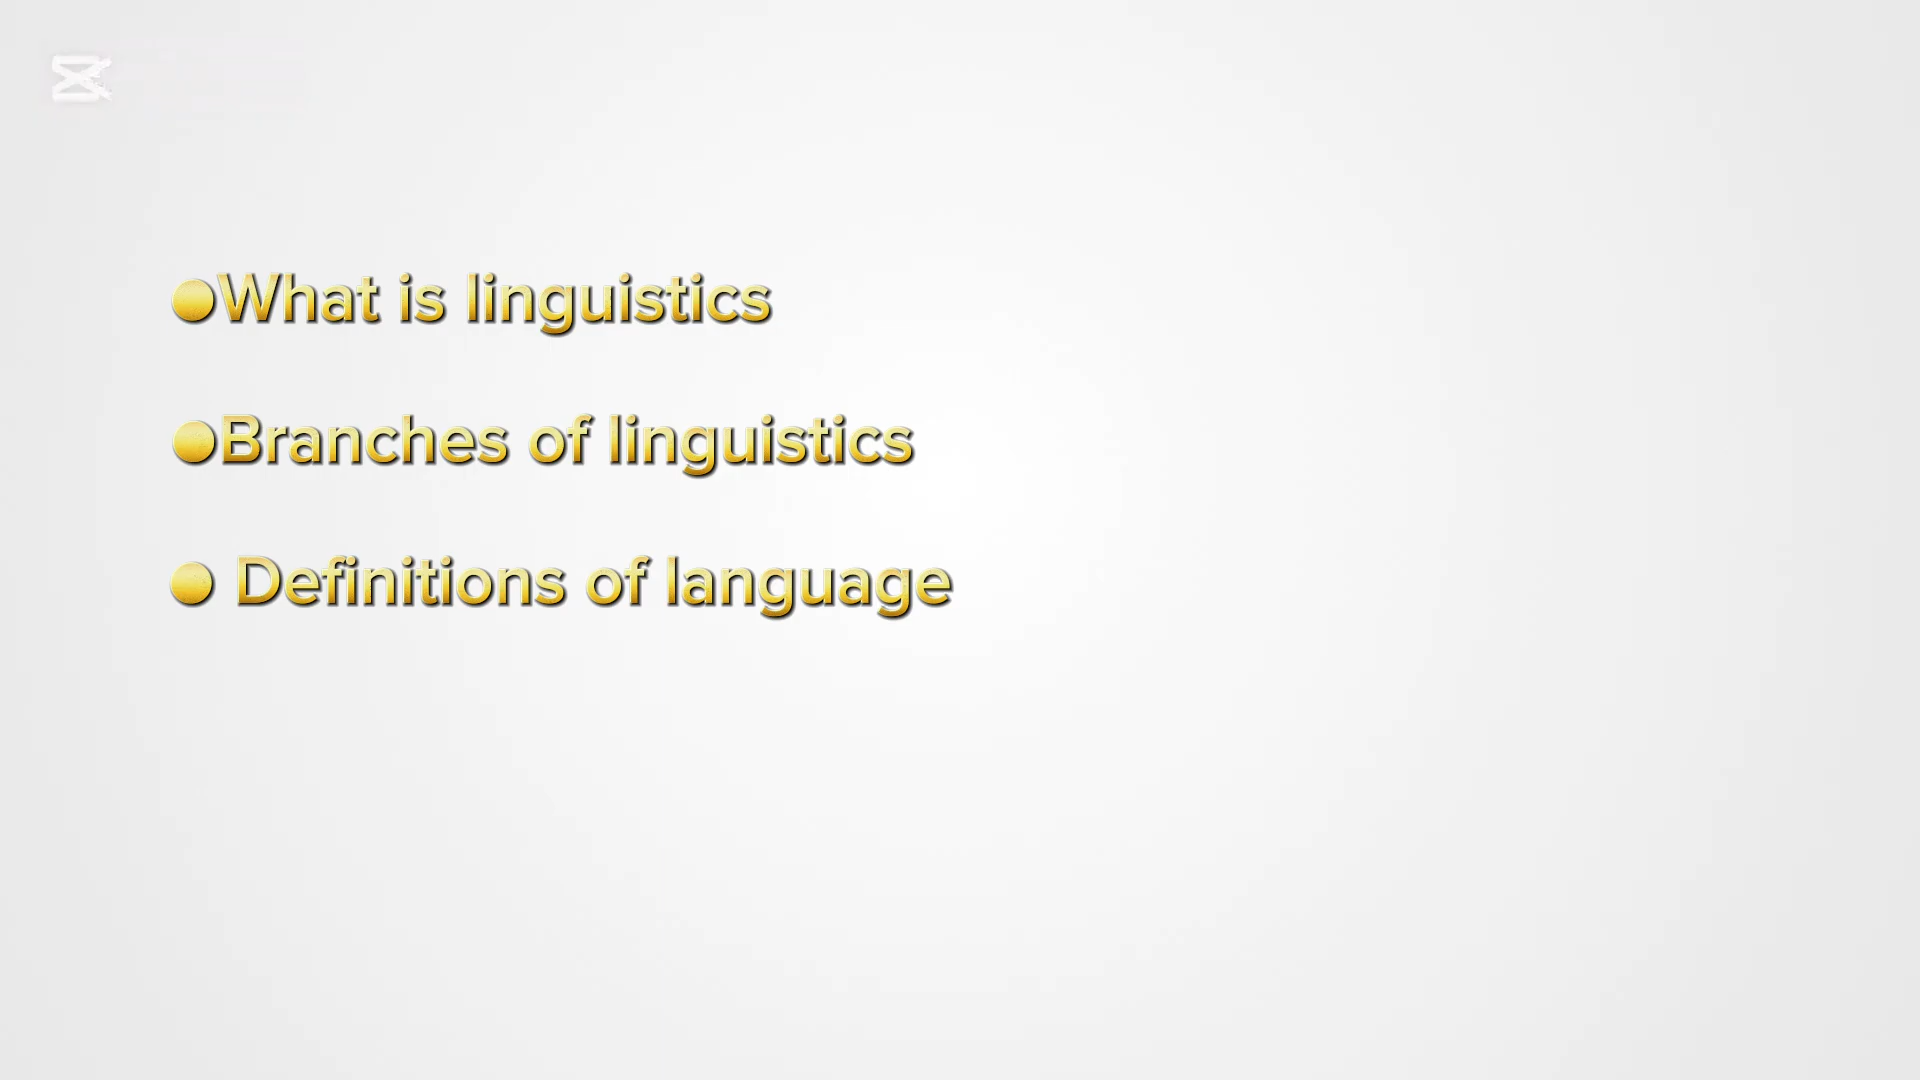 ●What is linguistics
●Branches of linguistics
● Definitions of language